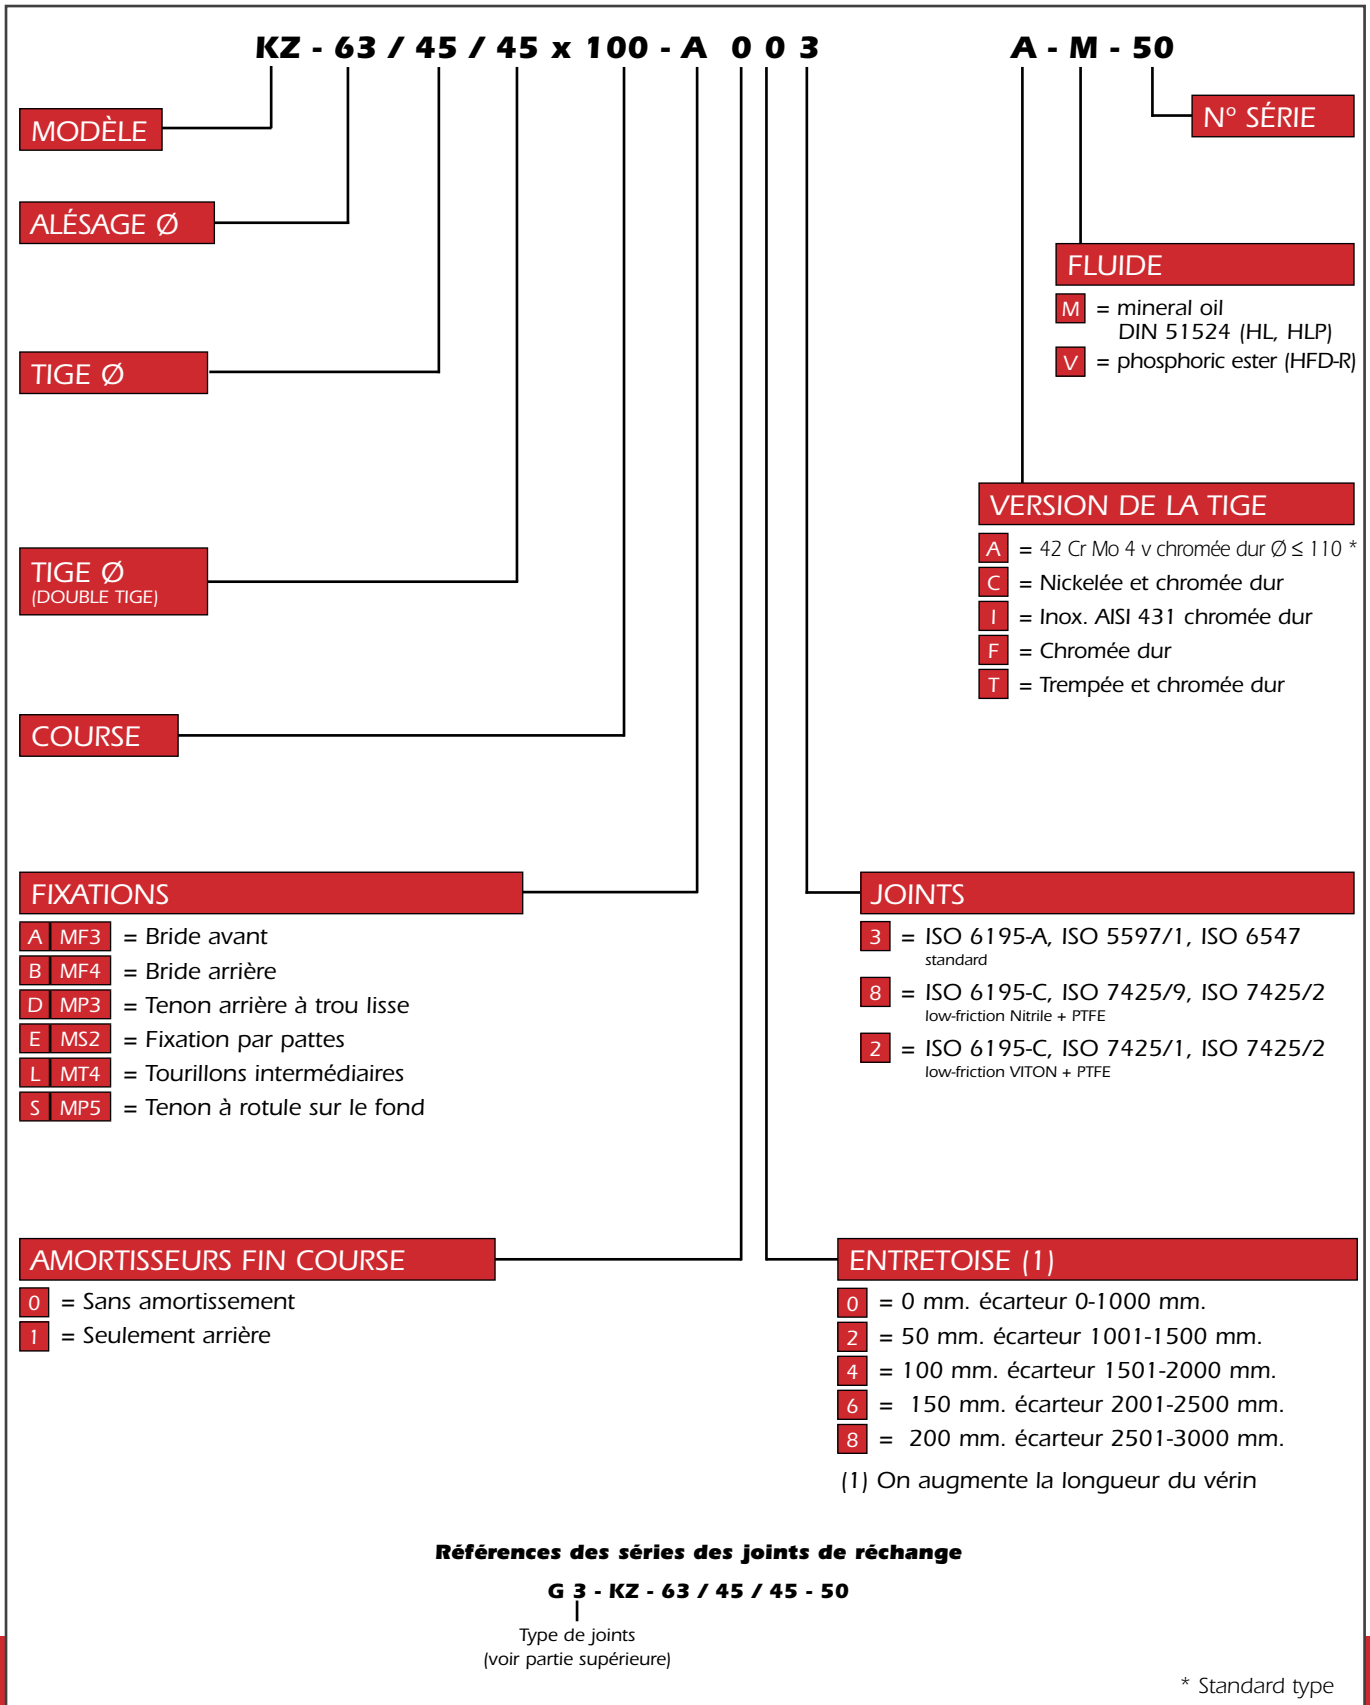 KZ - 63 / 45 / 45 x 100 - A 0 0 3 A - M - 50
MODÈLE
N° SÉRIE
ALÉSAGE Ø
FLUIDE
M = mineral oil
DIN 51524 (HL, HLP)
V = phosphoric ester (HFD-R)
TIGE Ø
VERSION DE LA TIGE
A = 42 Cr Mo 4 v chromée dur Ø ≤ 110 *
C = Nickelée et chromée dur
I = Inox. AISI 431 chromée dur
F = Chromée dur
T = Trempée et chromée dur
TIGE Ø
(DOUBLE TIGE)
COURSE
FIXATIONS
A MF3 = Bride avant
B MF4 = Bride arrière
D MP3 = Tenon arrière à trou lisse
E MS2 = Fixation par pattes
L MT4 = Tourillons intermédiaires
S MP5 = Tenon à rotule sur le fond
JOINTS
3 = ISO 6195-A, ISO 5597/1, ISO 6547
standard
8 = ISO 6195-C, ISO 7425/9, ISO 7425/2
low-friction Nitrile + PTFE
2 = ISO 6195-C, ISO 7425/1, ISO 7425/2
low-friction VITON + PTFE
AMORTISSEURS FIN COURSE
0 = Sans amortissement
1 = Seulement arrière
ENTRETOISE (1)
0 = 0 mm. écarteur 0-1000 mm.
2 = 50 mm. écarteur 1001-1500 mm.
4 = 100 mm. écarteur 1501-2000 mm.
6 = 150 mm. écarteur 2001-2500 mm.
8 = 200 mm. écarteur 2501-3000 mm.
(1) On augmente la longueur du vérin
Références des séries des joints de réchange
G 3 - KZ - 63 / 45 / 45 - 50
Type de joints
(voir partie supérieure)
* Standard type